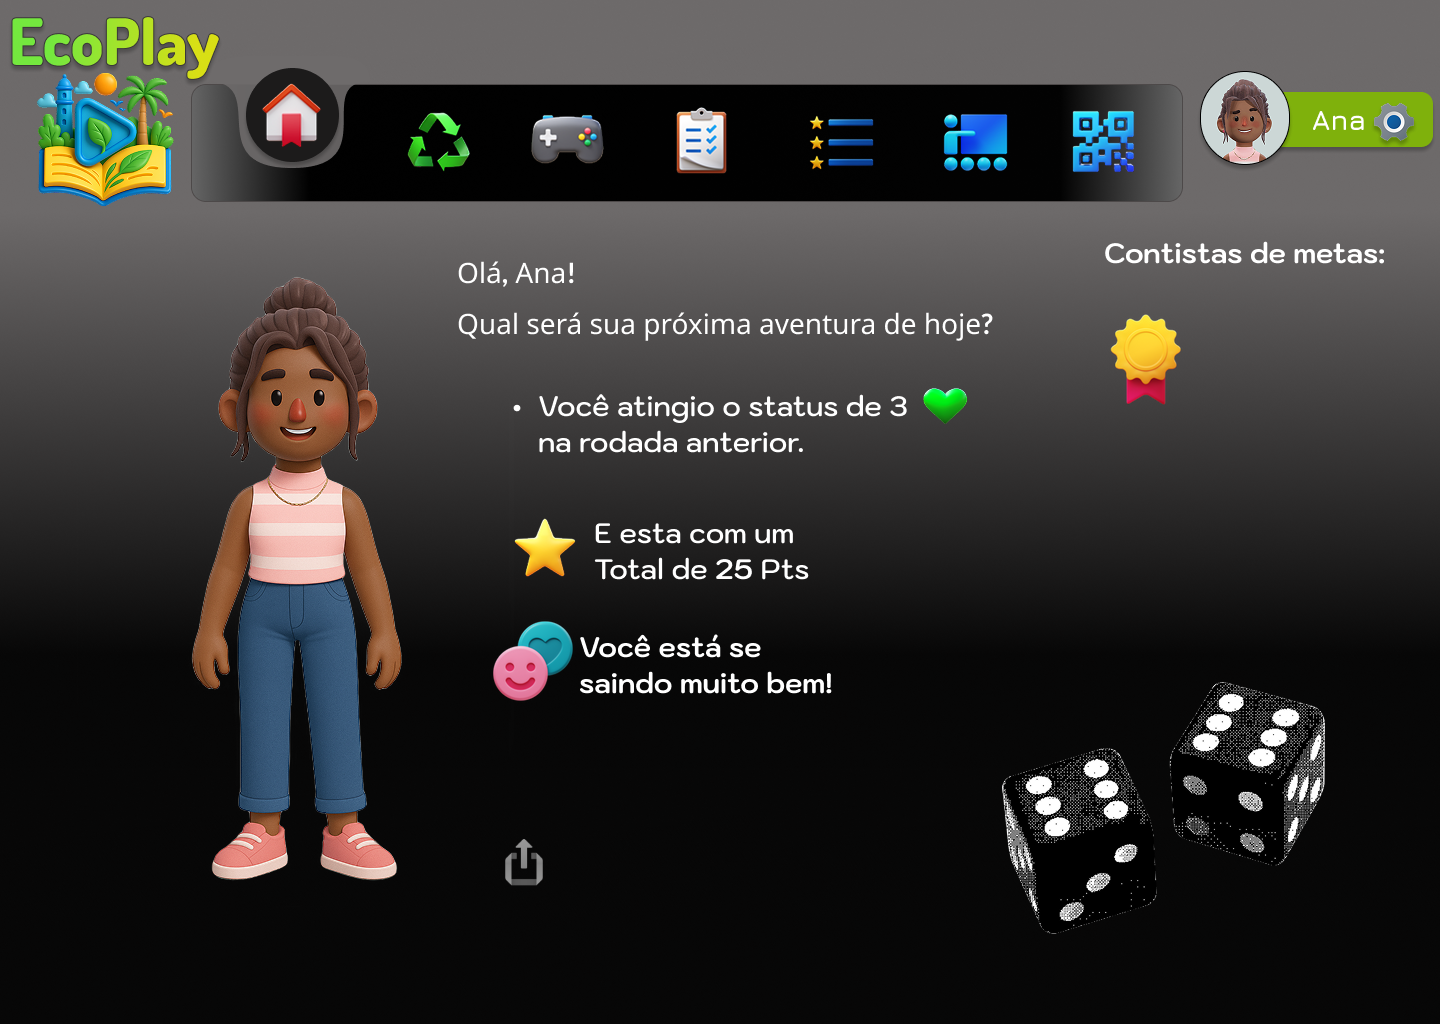 EcoPlay
Ana
Contistas de metas:
Olá, Ana!
Qual será sua próxima aventura de hoje?
• Você atingio o status de 3
na rodada anterior.
E esta com um
Total de 25 Pts
Você está se
saindo muito bem!